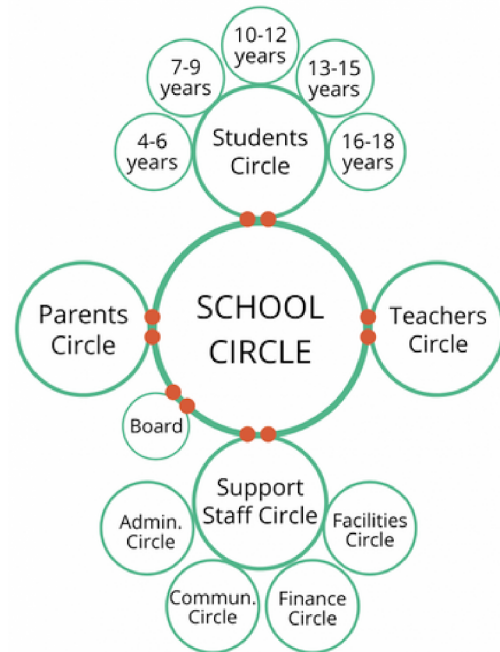 10-12
years
7-9
years
13-15
years
4-6
years
Students
Circle
16-18
years
Parents
Circle
SCHOOL
CIRCLE
Teachers
Circle
Board
Support
Staff Circle
Admin.
Circle
Facilities
Circle
Commun.
Circle
Finance
Circle